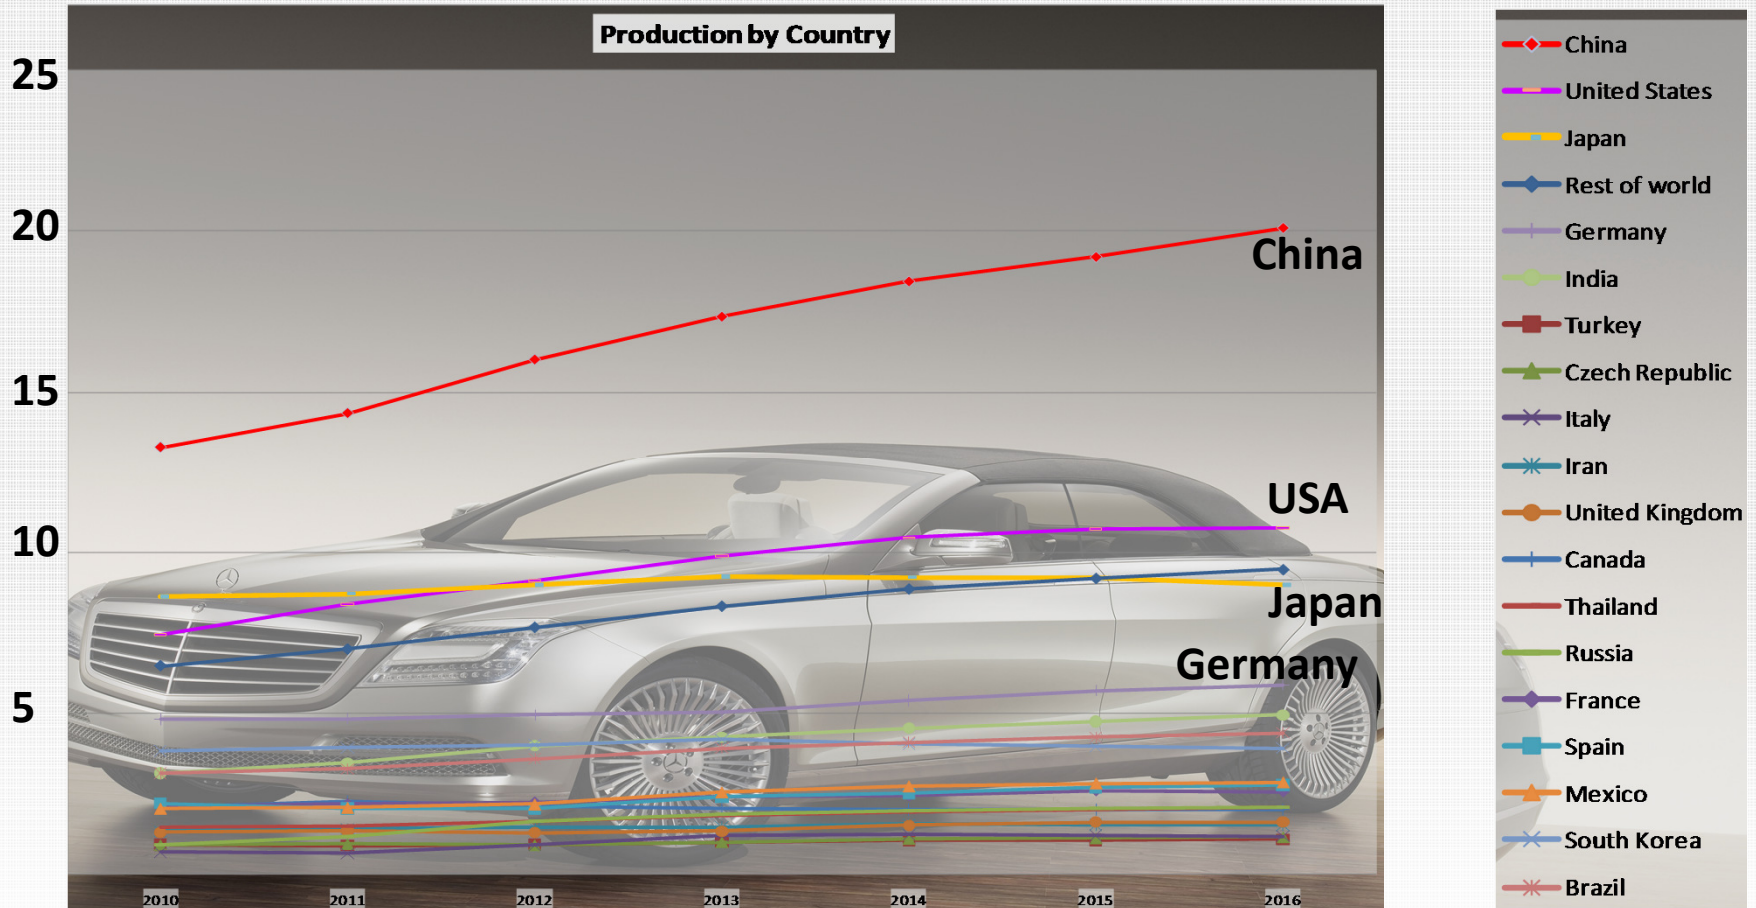 Production by Country
25
20
15
10
5
China
USA
Japan
Germany
2010 2011 2012 2013 2014 2015 2016
China
United States
Japan
Rest of world
Germany
India
Turkey
Czech Republic
Italy
Iran
United Kingdom
Canada
Thailand
Russia
France
Spain
Mexico
South Korea
Brazil